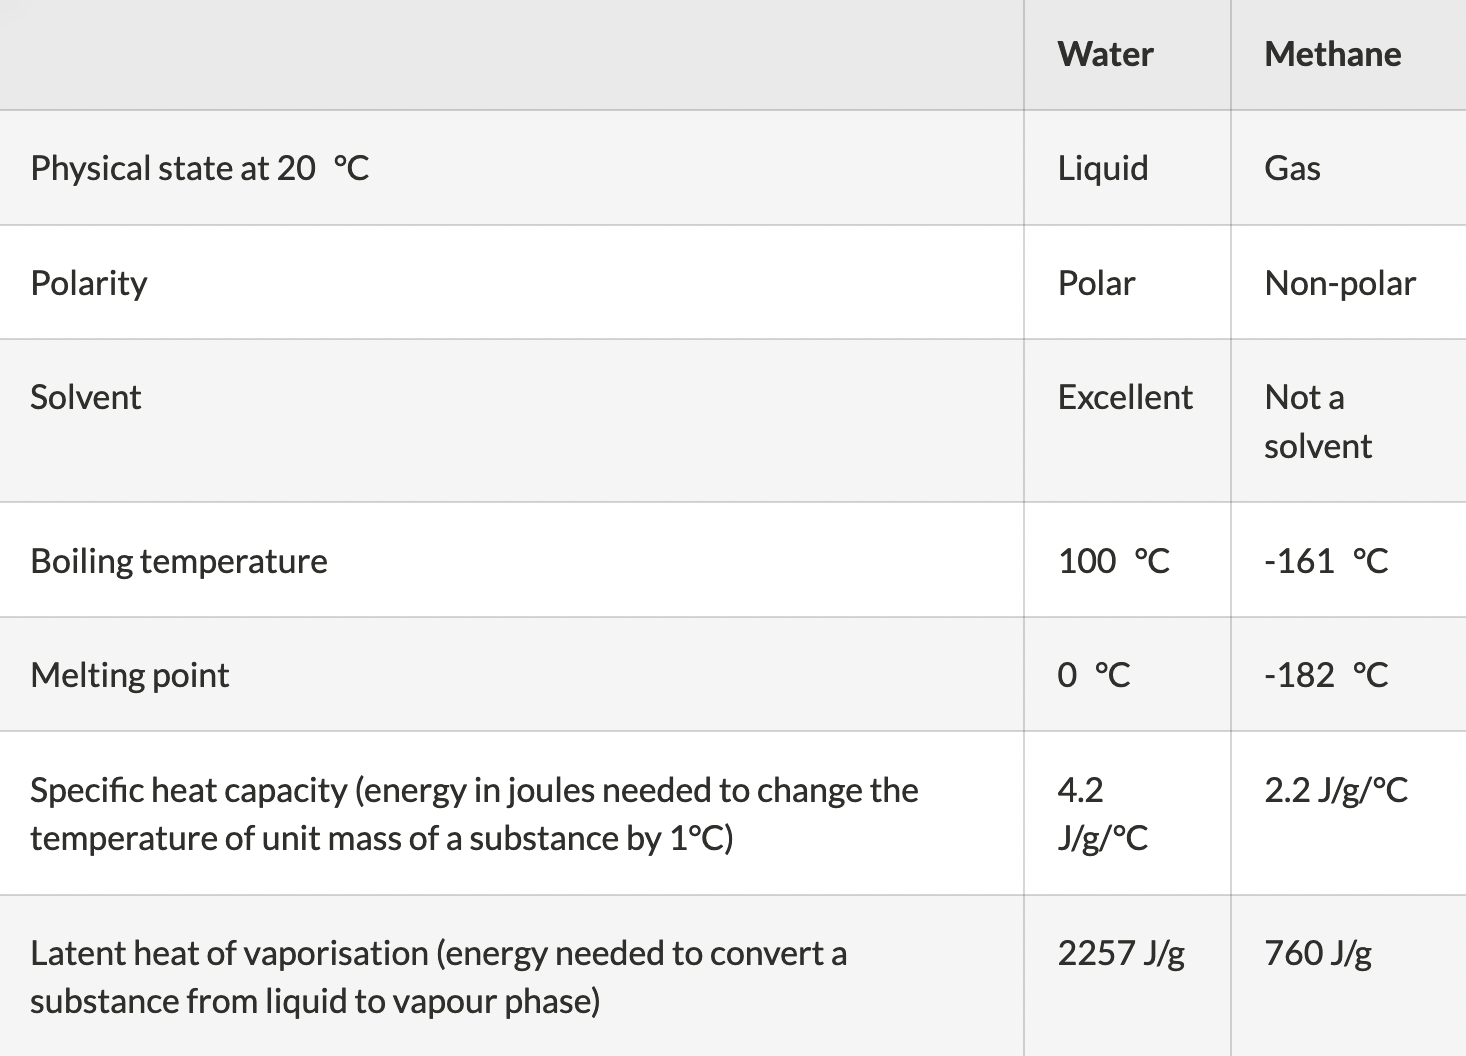 Water Methane
Physical state at 20 °C Liquid Gas
Polarity Polar Non-polar
Solvent Excellent Not a
solvent
Boiling temperature 100 °C -161 °C
Melting point 0 °C -182 °C
Specific heat capacity (energy in joules needed to change the 4.2 2.2 J/g/°C
temperature of unit mass of a substance by 1°C) J/g/°C
Latent heat of vaporisation (energy needed to convert a 2257 J/g 760 J/g
substance from liquid to vapour phase)